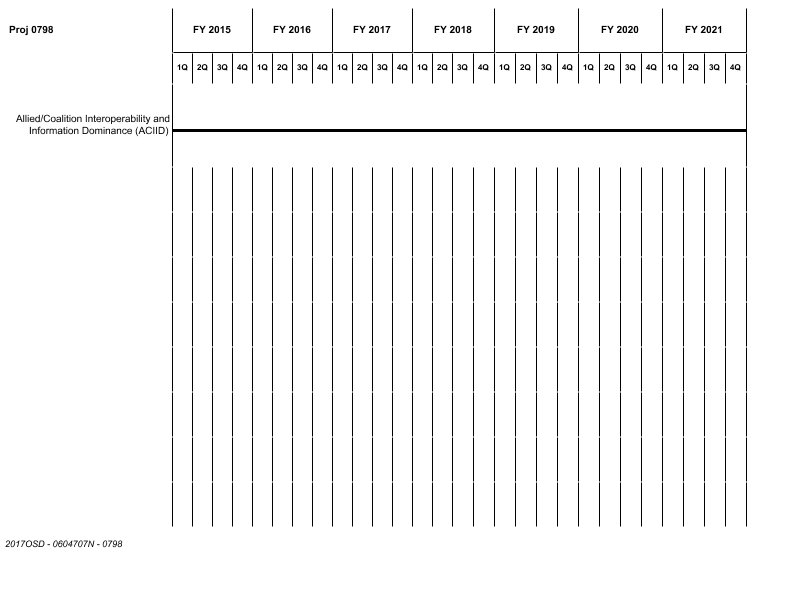 Proj 0798 FY 2015 FY 2016 FY 2017 FY 2018 FY 2019 FY 2020 FY 2021
1Q 2Q 3Q 4Q 1Q 2Q 3Q 4Q 1Q 2Q 3Q 4Q 1Q 2Q 3Q 4Q 1Q 2Q 3Q 4Q 1Q 2Q 3Q 4Q 1Q 2Q 3Q 4Q
Allied/Coalition Interoperability and
Information Dominance (ACIID)
2017OSD - 0604707N - 0798